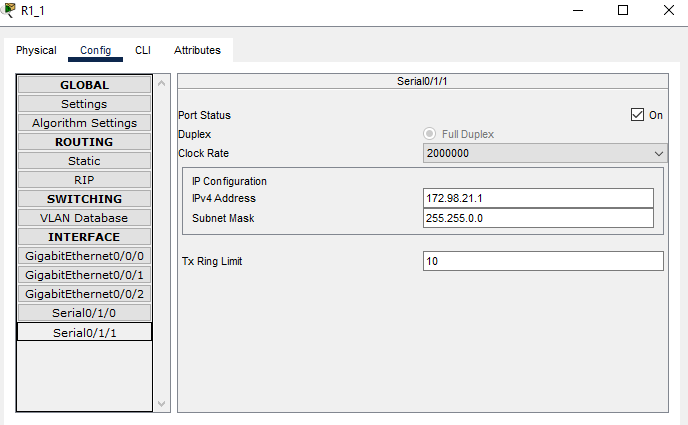 R1_1
Physical Config CLI Attributes
GLOBAL
Settings
Algorithm Settings
ROUTING
Static
RIP
SWITCHING
VLAN Database
INTERFACE
GigabitEthernet0/0/0
GigabitEthernet0/0/1
GigabitEthernet0/0/2
Serial0/1/0
Serial0/1/1
Serial0/1/1
Port Status On
Duplex Full Duplex
Clock Rate 2000000
IP Configuration
IPv4 Address 172.98.21.1
Subnet Mask 255.255.0.0
Tx Ring Limit 10